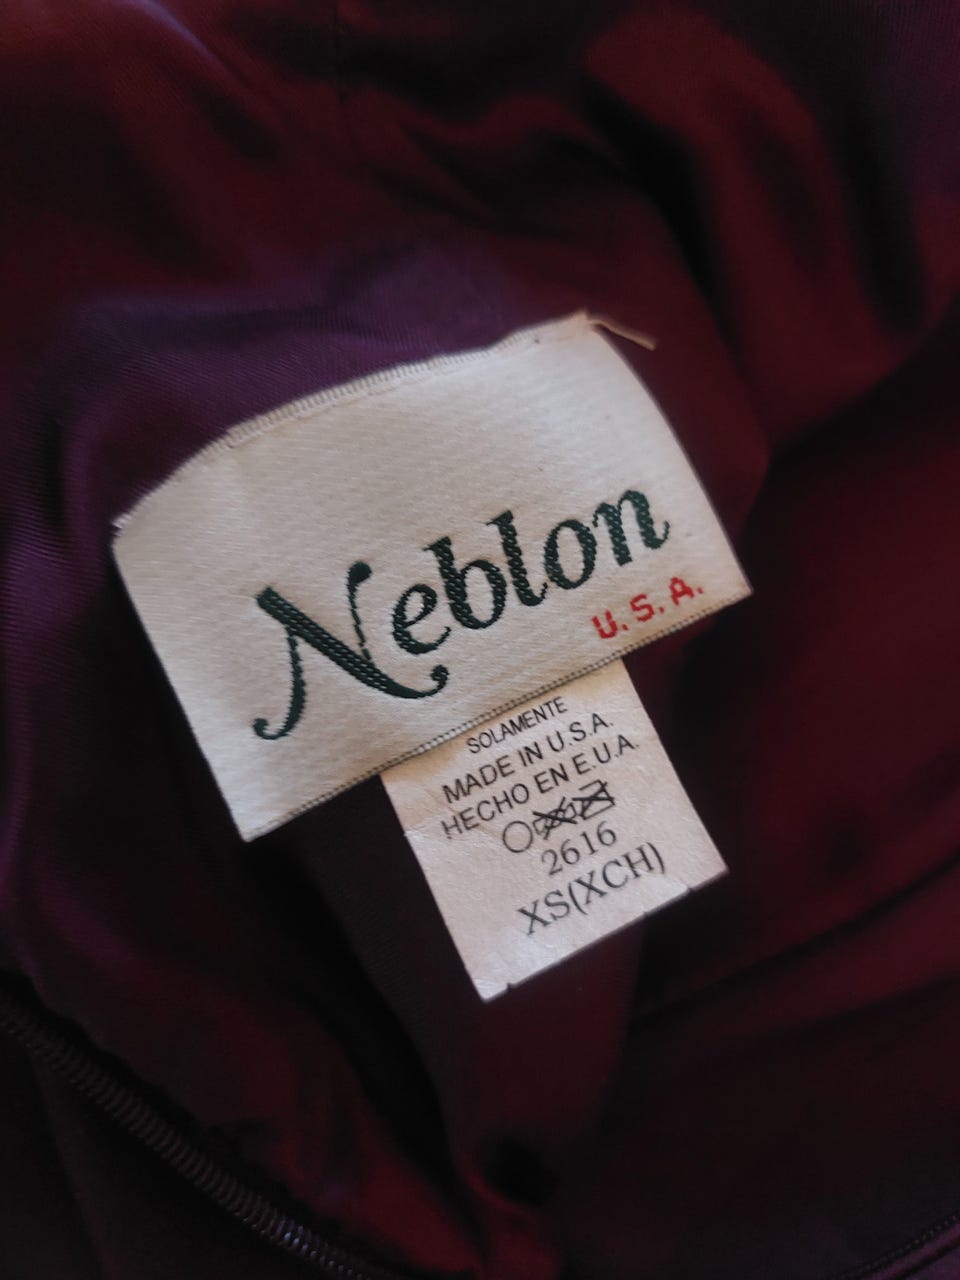 Neblon
U.S.A.
SOLAMENTE
MADE IN U.S.A.
HECHO EN E.U.A.
2616
XS(XCH)